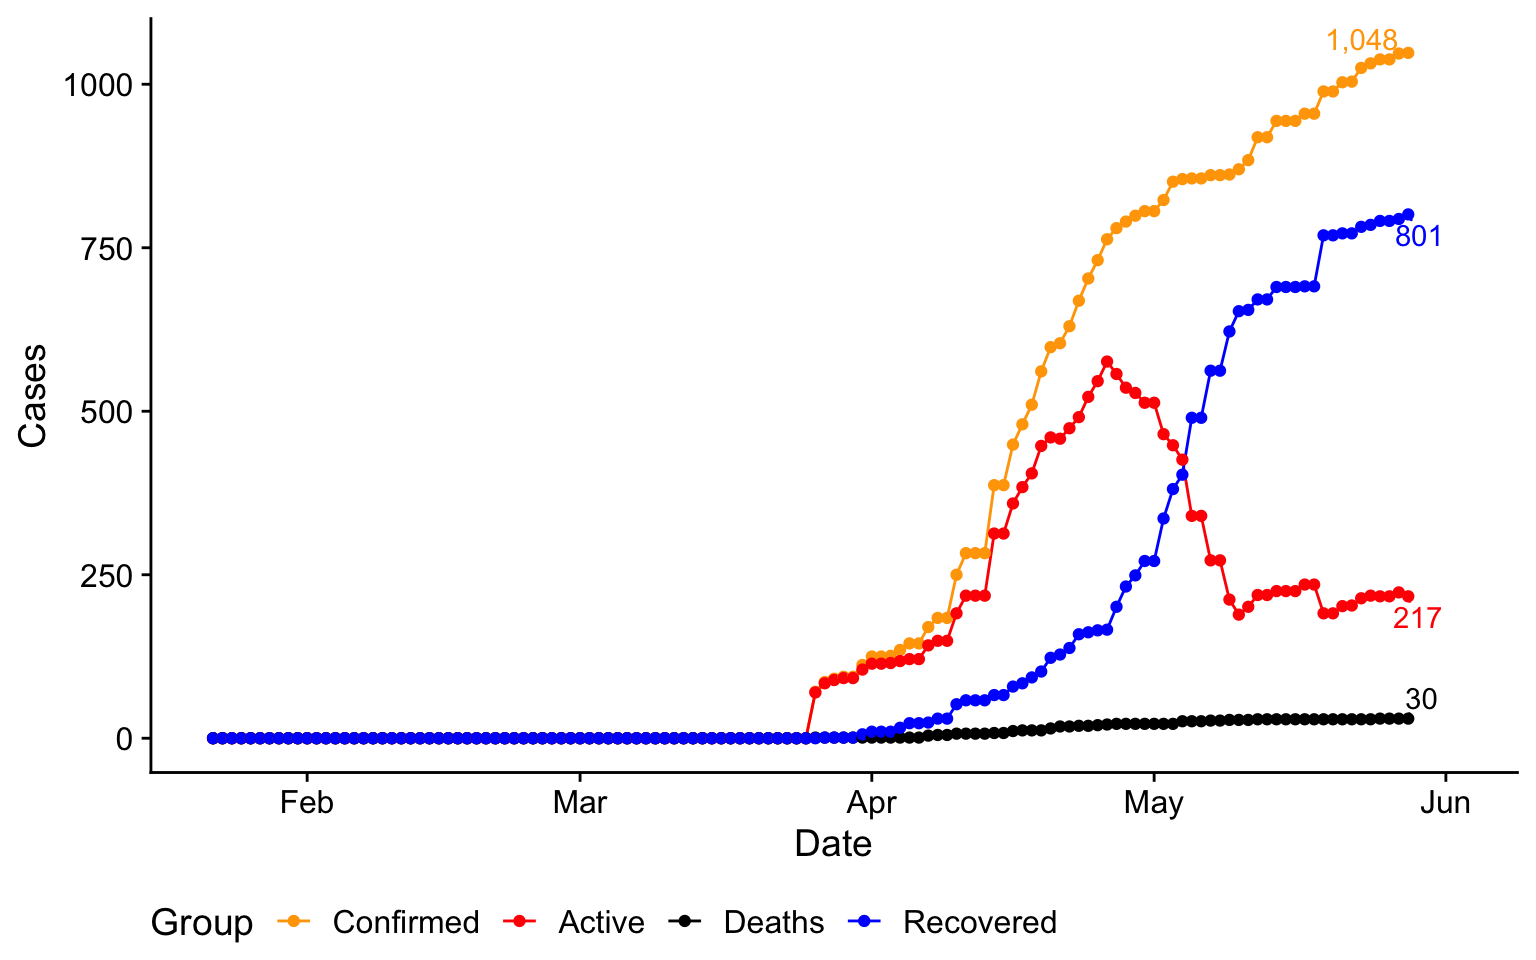 1,048
1000
801
750
Cases
500
250
217
30
0
Feb Mar Apr May Jun
Date
Group Confirmed Active Deaths Recovered